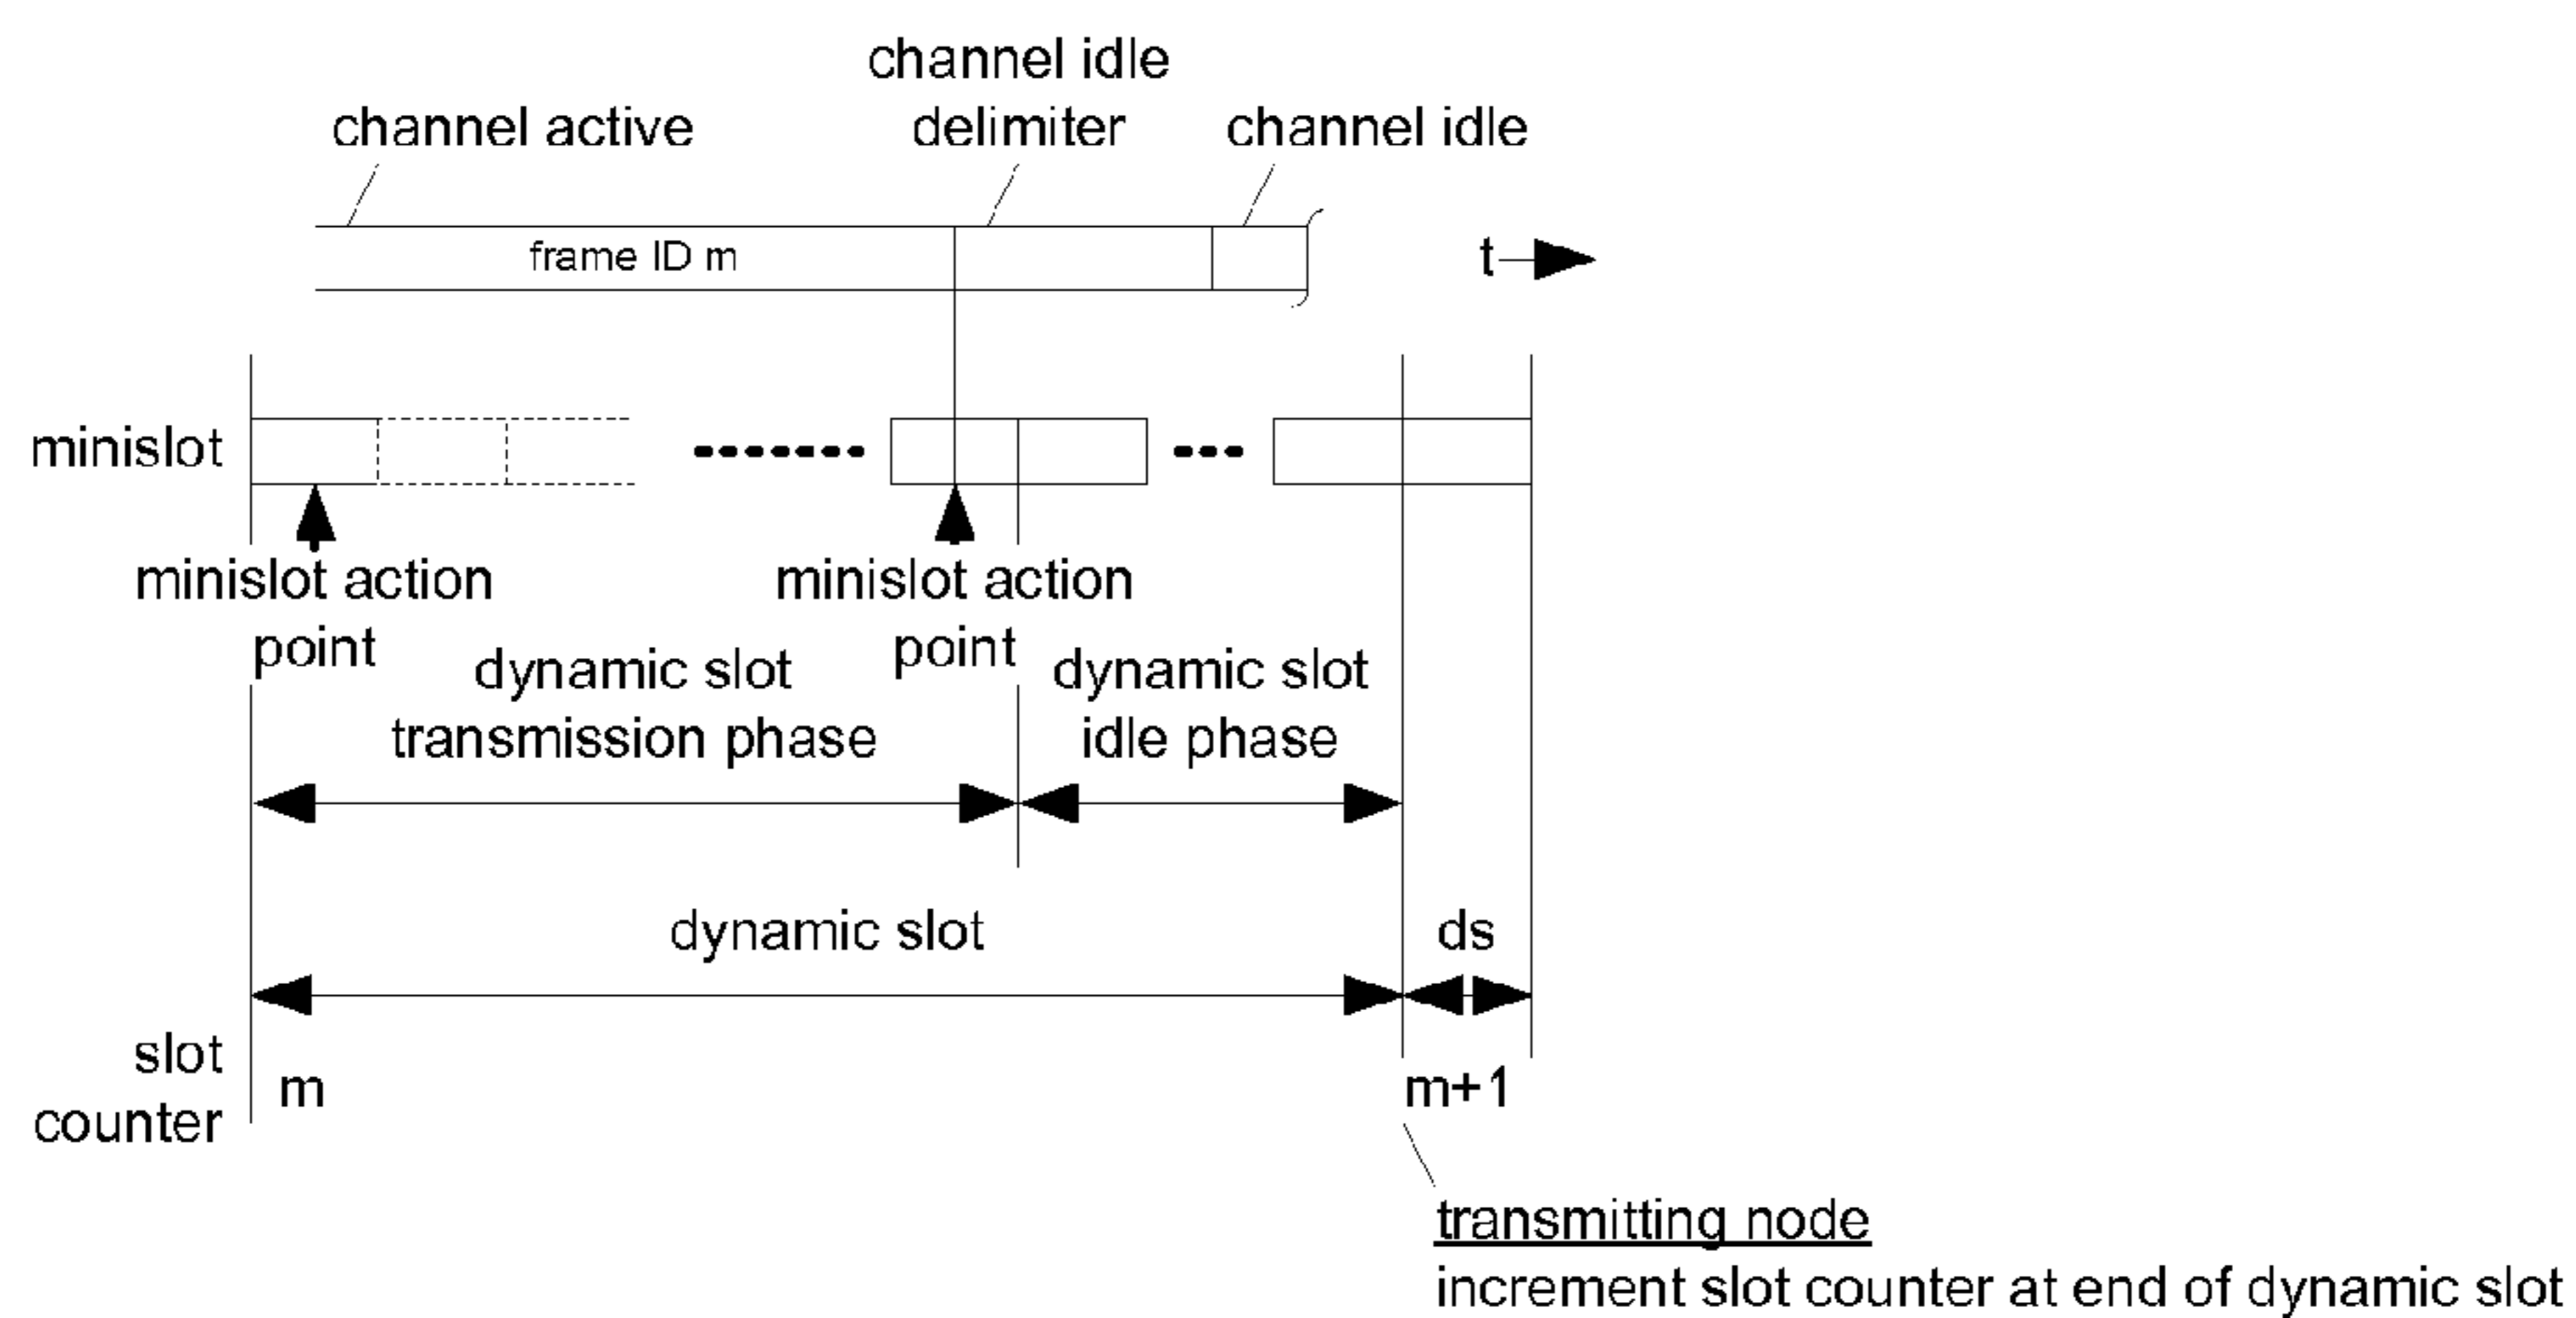 channel idle
channel active
delimiter
channel idle
frame ID m
t
minislot
minislot action
point
minislot action
point
dynamic slot
transmission phase
dynamic slot
idle phase
dynamic slot
ds
slot
counter
m
m+1
transmitting node
increment slot counter at end of dynamic slot